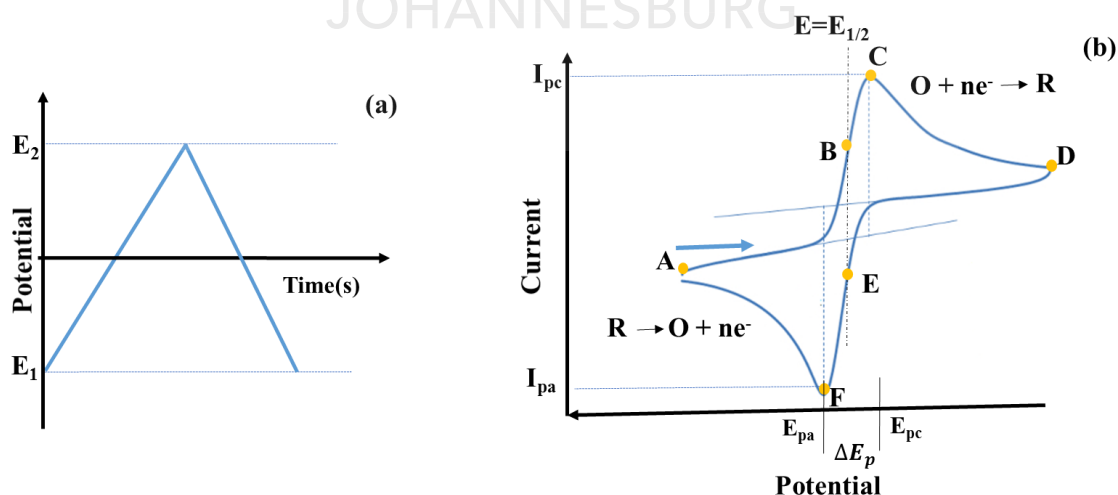 JOHANNESBURG
(a)
E2
Potential
Time(s)
E1
E=E1/2
(b)
C
Ipc
O + ne- → R
B
D
Current
A
E
R → O + ne-
Ipa
F
Epa
Epc
ΔEp
Potential